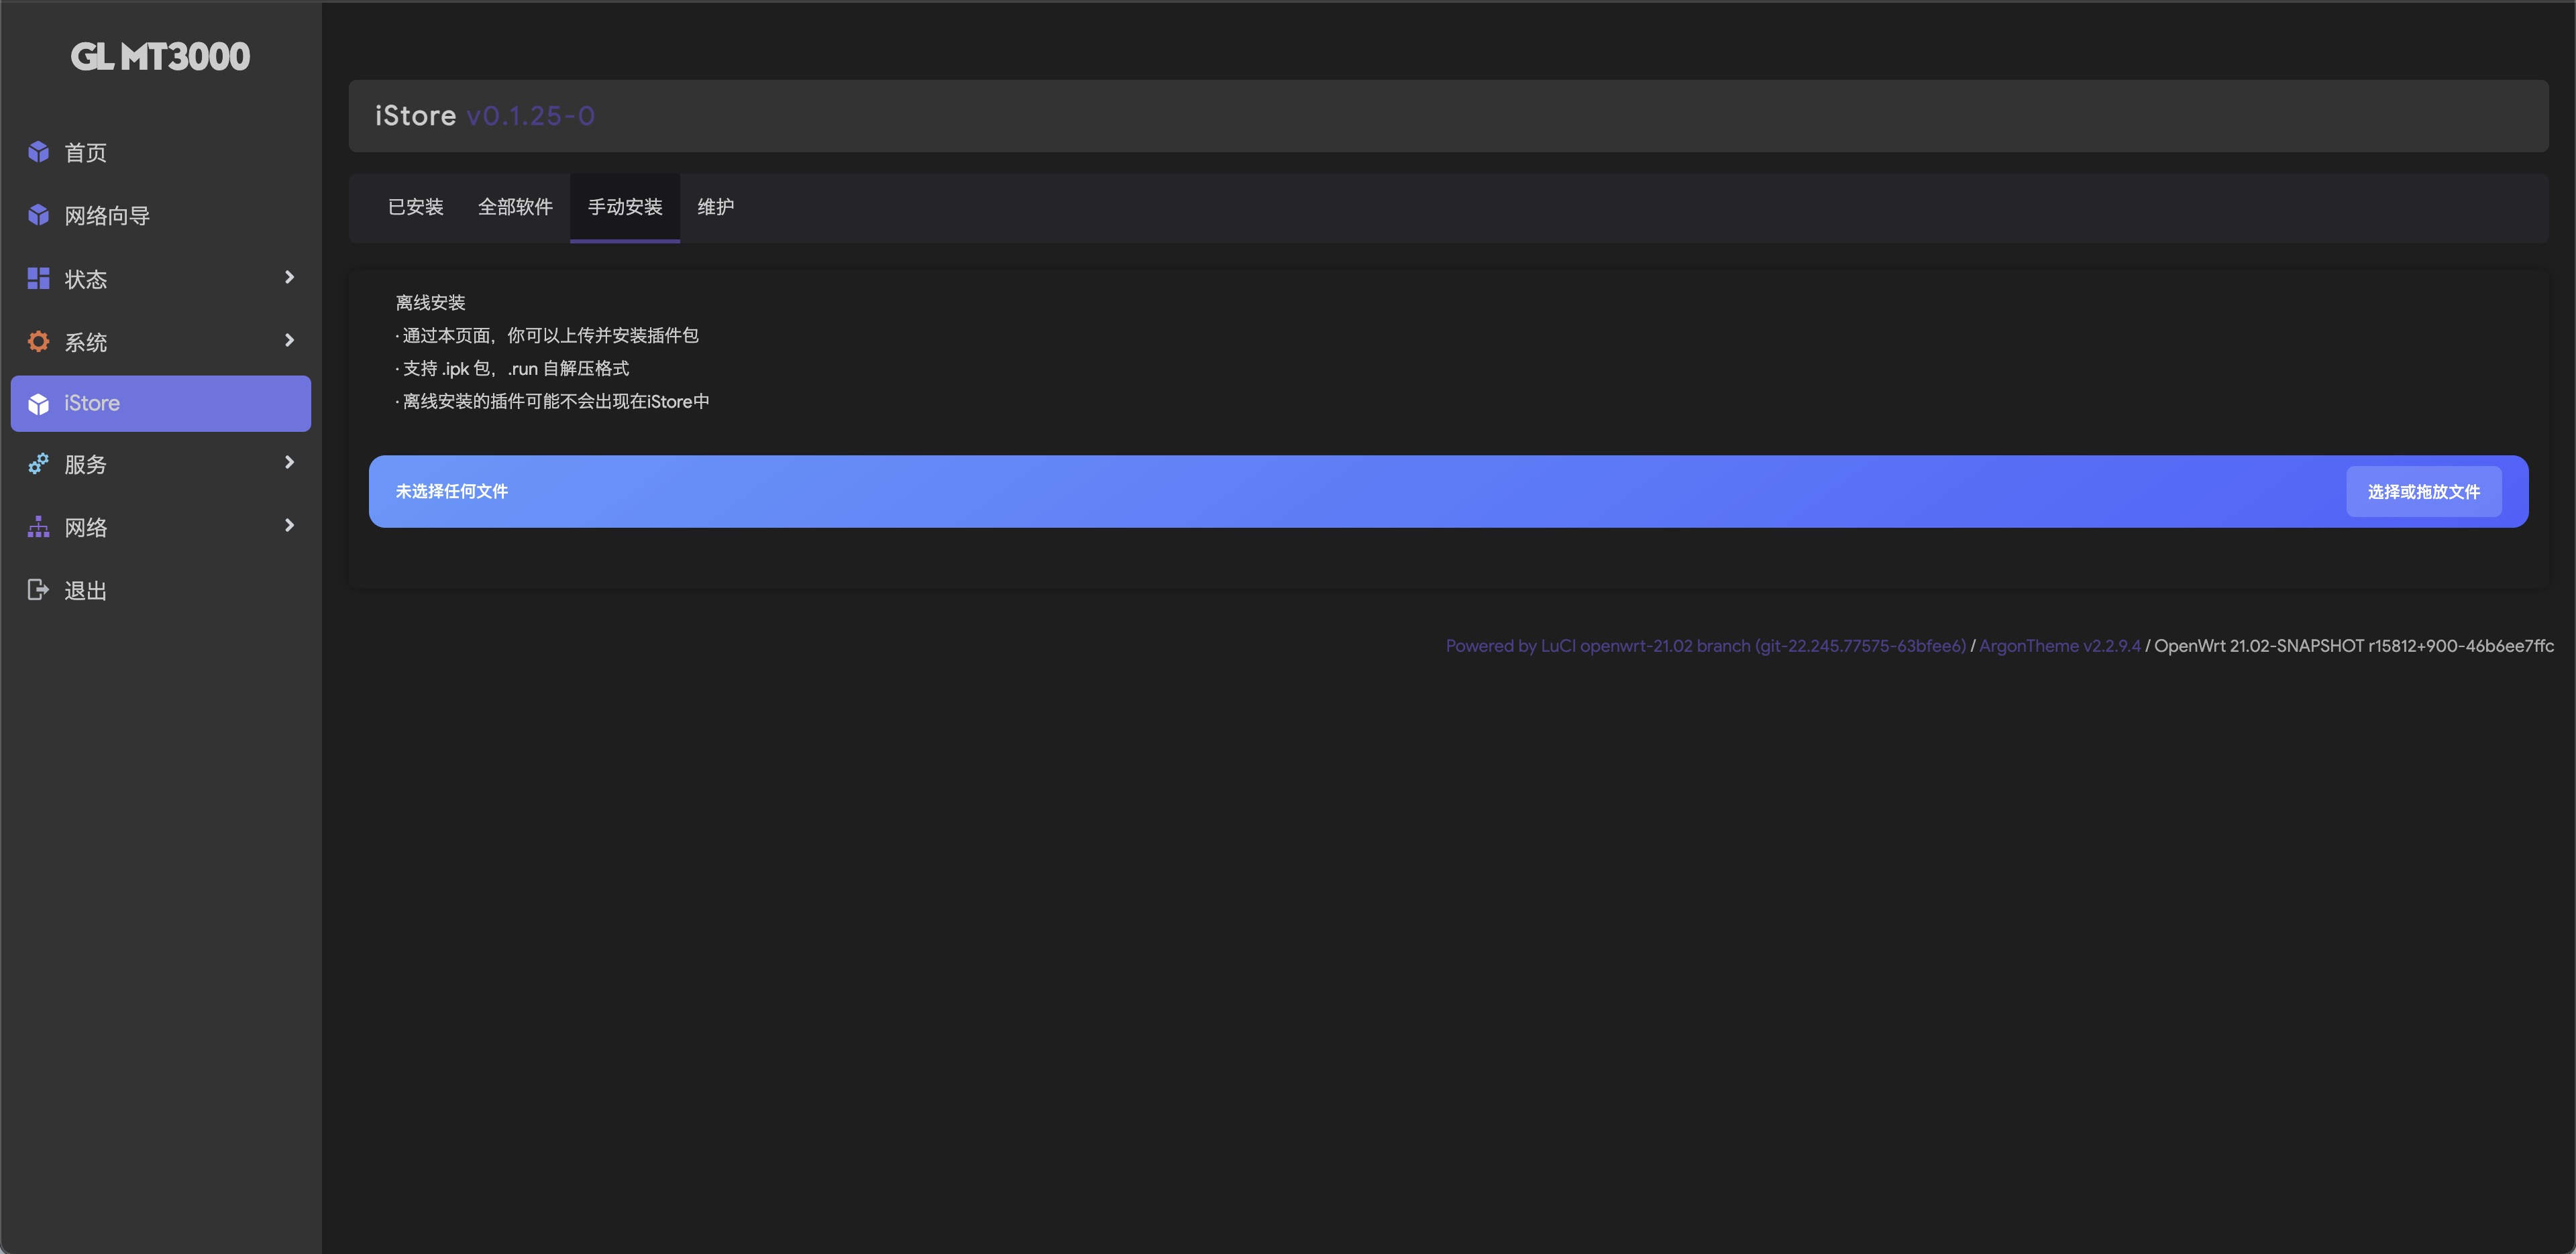 GL MT3000
首页
网络向导
状态
系统
iStore
服务
网络
退出
iStore v0.1.25-0
已安装 全部软件 手动安装 维护
离线安装
· 通过本页面，你可以上传并安装插件包
· 支持 .ipk 包，.run 自解压格式
· 离线安装的插件可能不会出现在iStore中
未选择任何文件 选择或拖放文件
Powered by LuCI openwrt-21.02 branch (git-22.245.77575-63bfee6) / ArgonTheme v2.2.9.4 / OpenWrt 21.02-SNAPSHOT r15812+900-46b6ee7ffc